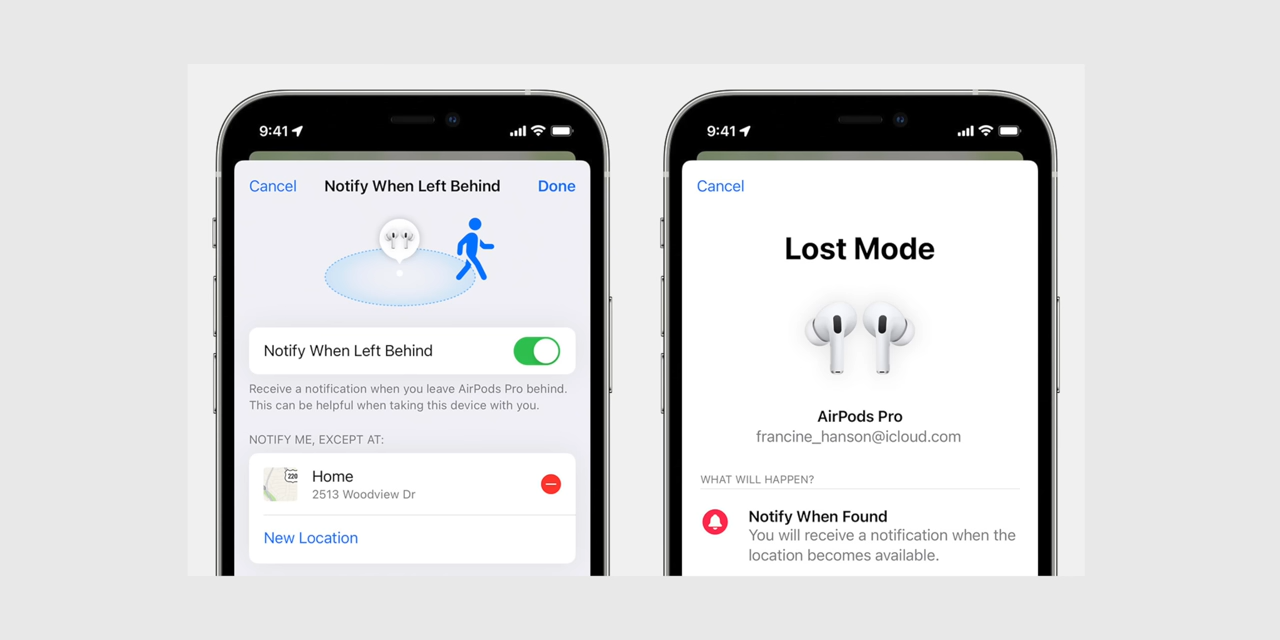 9:41
Cancel
Notify When Left Behind
Done
Notify When Left Behind
Receive a notification when you leave AirPods Pro behind.
This can be helpful when taking this device with you.
NOTIFY ME, EXCEPT AT:
220
Home
2513 Woodview Dr
New Location
9:41
Cancel
Lost Mode
AirPods Pro
francine_hanson@icloud.com
WHAT WILL HAPPEN?
Notify When Found
You will receive a notification when the
location becomes available.